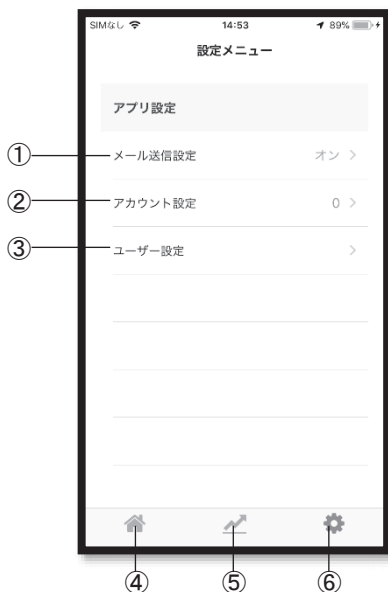 SIMなし 14:53 89%
設定メニュー
アプリ設定
① メール送信設定 オン >
② アカウント設定 0 >
③ ユーザー設定 >
④ ⑤ ⑥